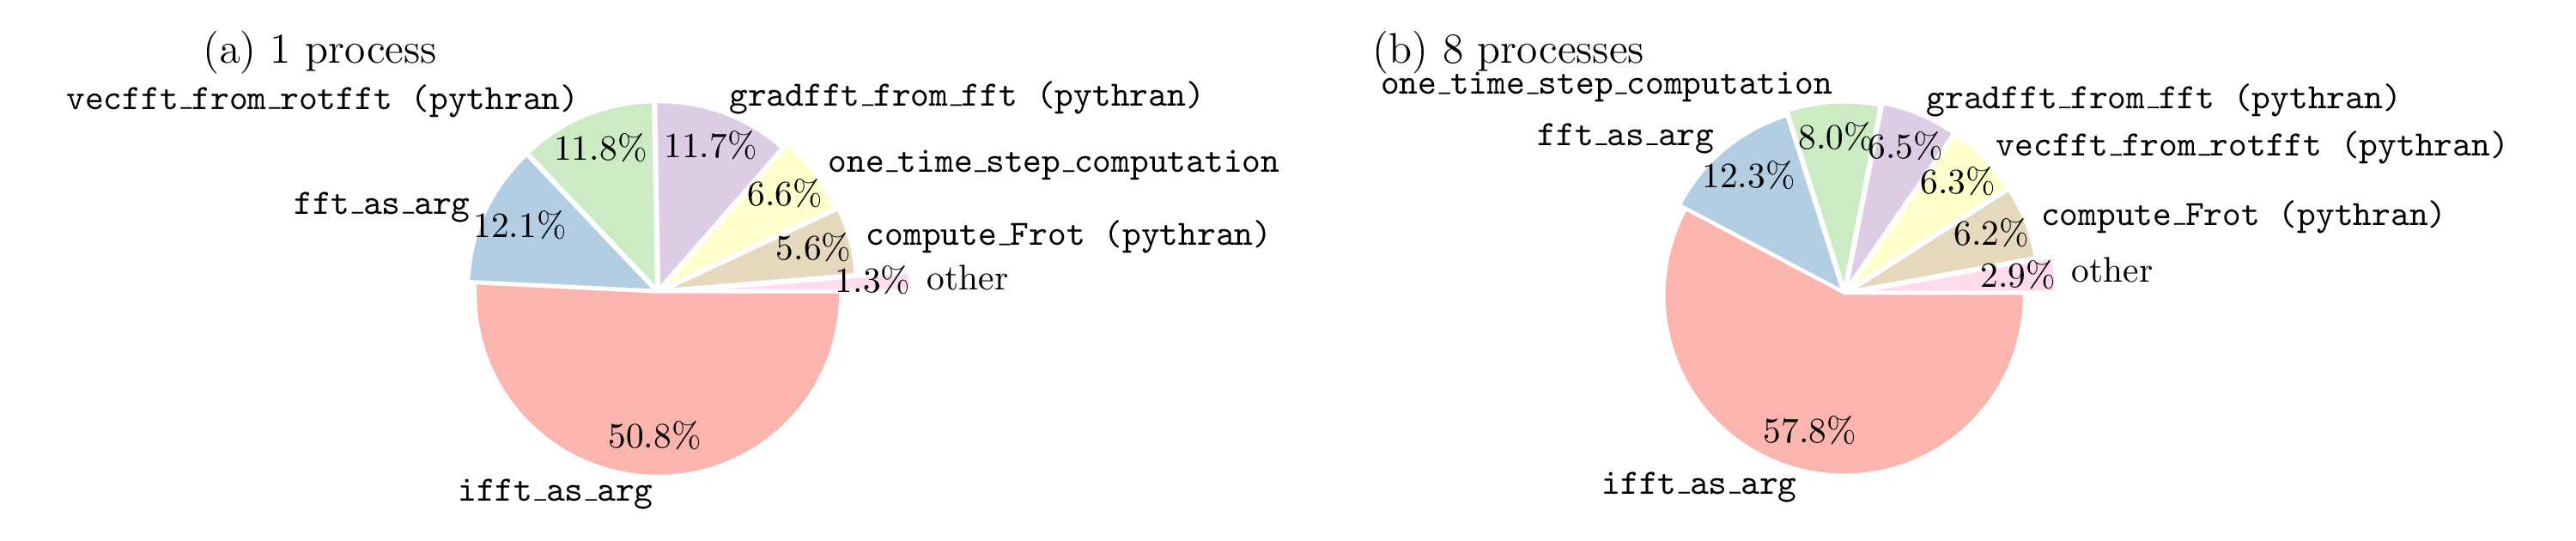 (a) 1 process
vecfft_from_rotfft (pythran)
gradfft_from_fft (pythran)
11.8%
11.7%
one_time_step_computation
6.6%
fft_as_arg
12.1%
compute_Frot (pythran)
5.6%
1.3%
other
50.8%
ifft_as_arg
(b) 8 processes
one_time_step_computation
gradfft_from_fft (pythran)
fft_as_arg
8.0%
6.5%
vecfft_from_rotfft (pythran)
12.3%
6.3%
compute_Frot (pythran)
6.2%
2.9%
other
57.8%
ifft_as_arg